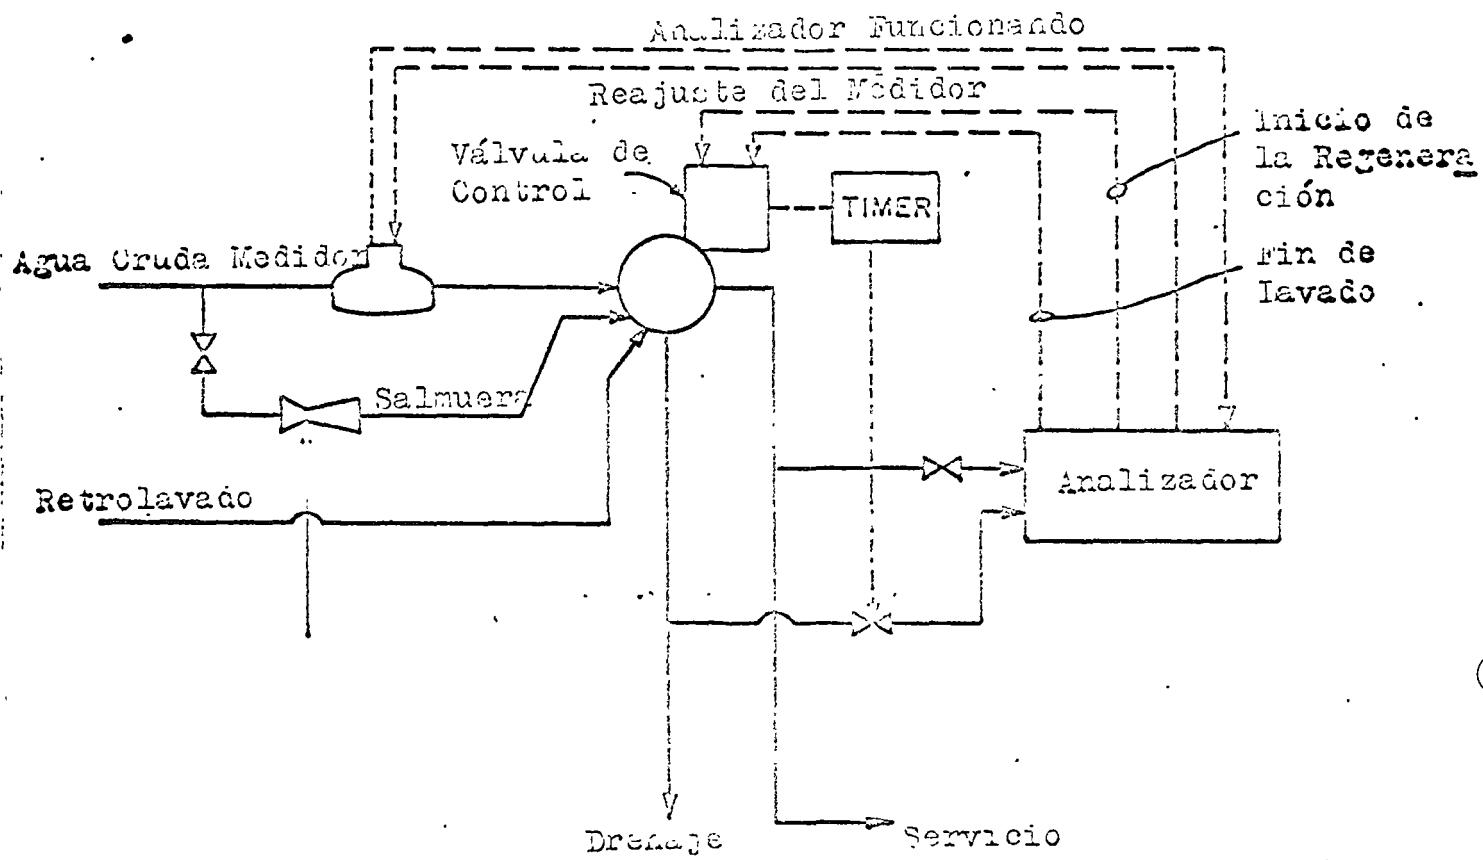 Analizador Funcionando
Reajuste del Medidor
Inicio de
la Regenera
ción
Válvula de
Control
TIMER
Agua Cruda Medidor
Fin de
lavado
Salmuera
Analizador
Retrolavado
Drenaje
Servicio